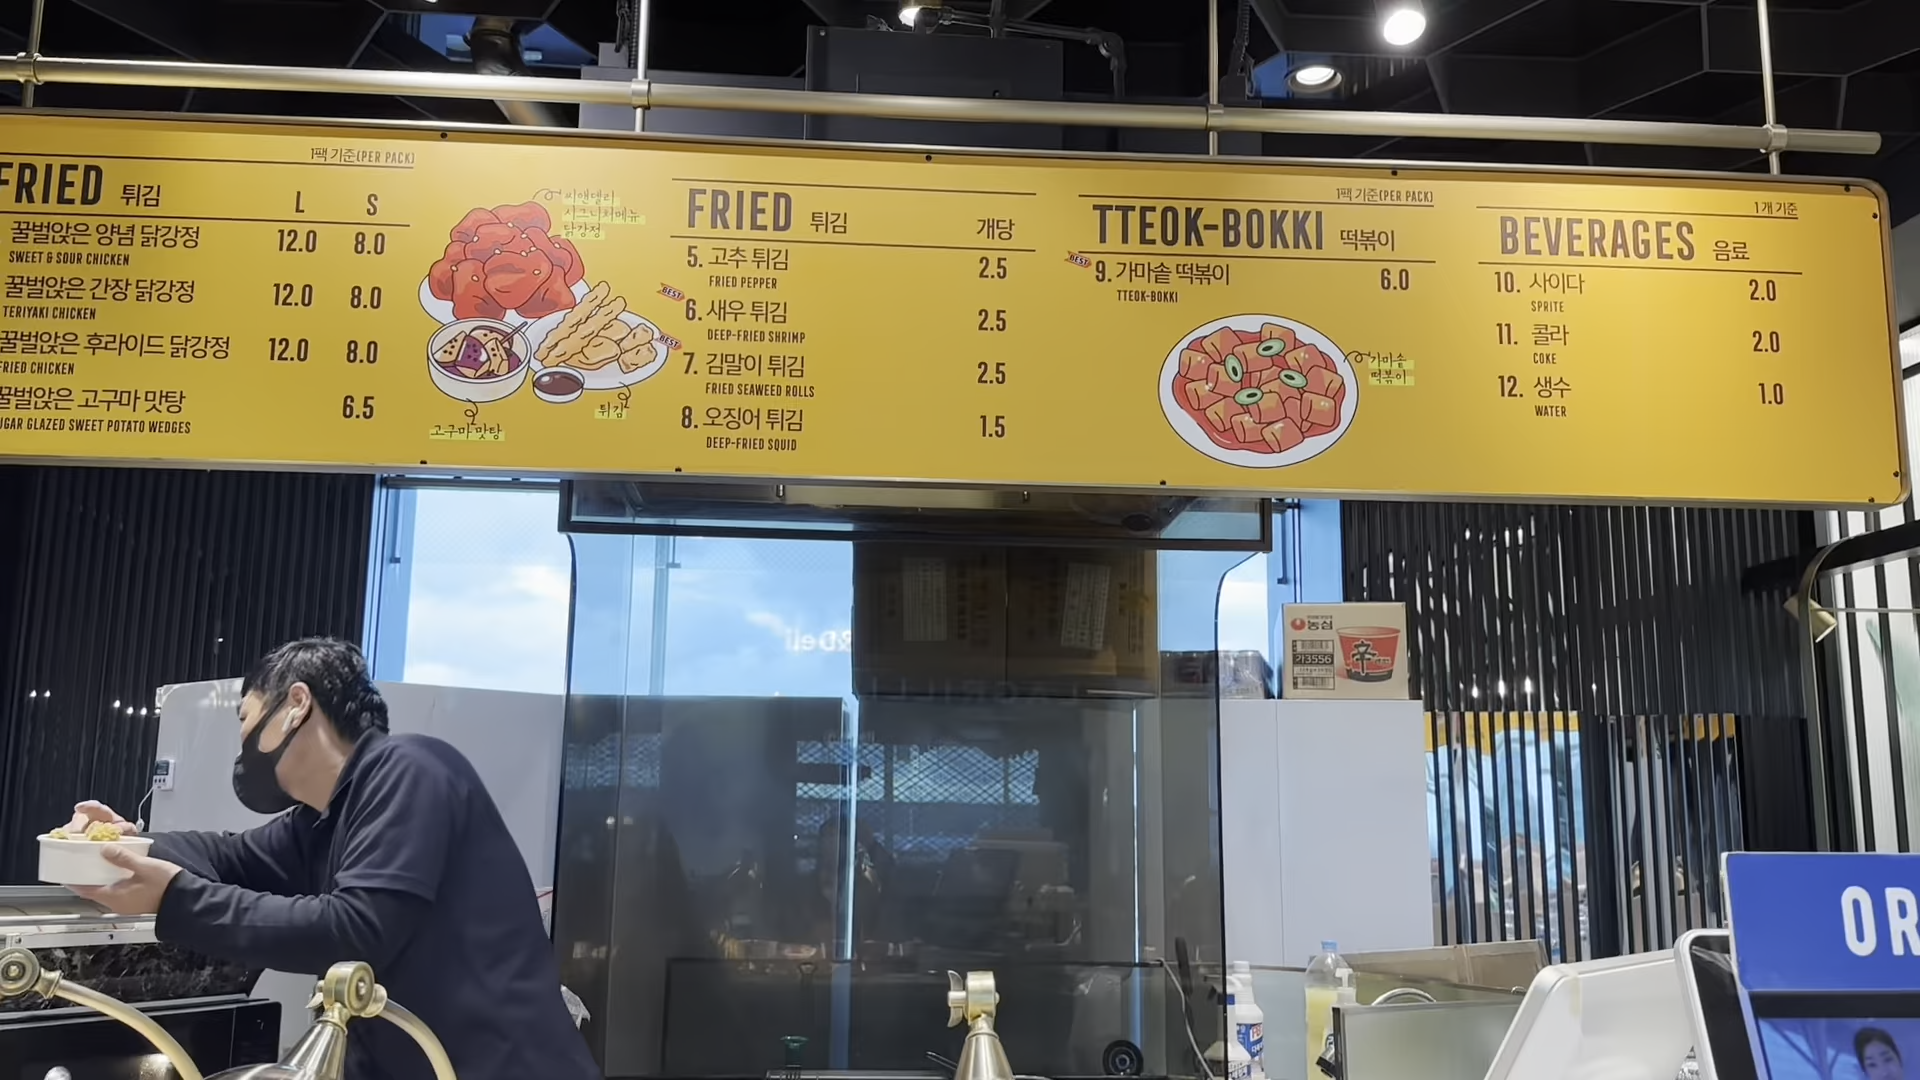 1팩 기준(PER PACK)
FRIED 튀김 L S
꿀벌앉은 양념 닭강정 12.0 8.0
SWEET & SOUR CHICKEN
꿀벌앉은 간장 닭강정 12.0 8.0
TERIYAKI CHICKEN
꿀벌앉은 후라이드 닭강정 12.0 8.0
FRIED CHICKEN
꿀벌앉은 고구마 맛탕 6.5
UGAR GLAZED SWEET POTATO WEDGES
씨앤델리
시그니처메뉴
닭강정
고구마 맛탕
튀김
FRIED 튀김 개당
5. 고추 튀김 2.5
FRIED PEPPER
BEST
6. 새우 튀김 2.5
DEEP-FRIED SHRIMP
BEST
7. 김말이 튀김 2.5
FRIED SEAWEED ROLLS
8. 오징어 튀김 1.5
DEEP-FRIED SQUID
1팩 기준(PER PACK)
TTEOK-BOKKI 떡볶이
BEST
9. 가마솥 떡볶이 6.0
TTEOK-BOKKI
가마솥
떡볶이
1개 기준
BEVERAGES 음료
10. 사이다 2.0
SPRITE
11. 콜라 2.0
COKE
12. 생수 1.0
WATER
&Deli
농심
가3556
辛
OR